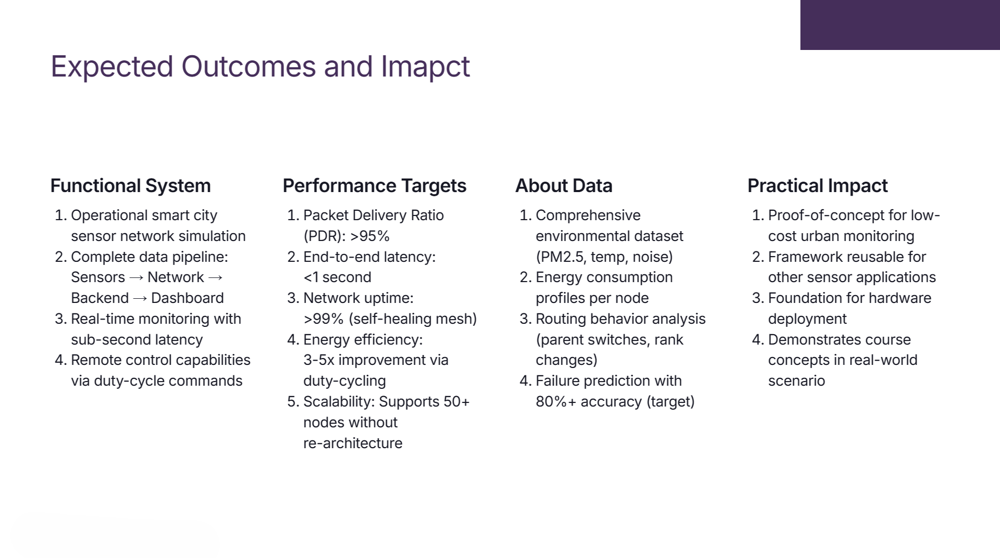 Expected Outcomes and Imapct
Functional System
1. Operational smart city
sensor network simulation
2. Complete data pipeline:
Sensors → Network →
Backend → Dashboard
3. Real-time monitoring with
sub-second latency
4. Remote control capabilities
via duty-cycle commands
Performance Targets
1. Packet Delivery Ratio
(PDR): >95%
2. End-to-end latency:
<1 second
3. Network uptime:
>99% (self-healing mesh)
4. Energy efficiency:
3-5x improvement via
duty-cycling
5. Scalability: Supports 50+
nodes without
re-architecture
About Data
1. Comprehensive
environmental dataset
(PM2.5, temp, noise)
2. Energy consumption
profiles per node
3. Routing behavior analysis
(parent switches, rank
changes)
4. Failure prediction with
80%+ accuracy (target)
Practical Impact
1. Proof-of-concept for low-
cost urban monitoring
2. Framework reusable for
other sensor applications
3. Foundation for hardware
deployment
4. Demonstrates course
concepts in real-world
scenario